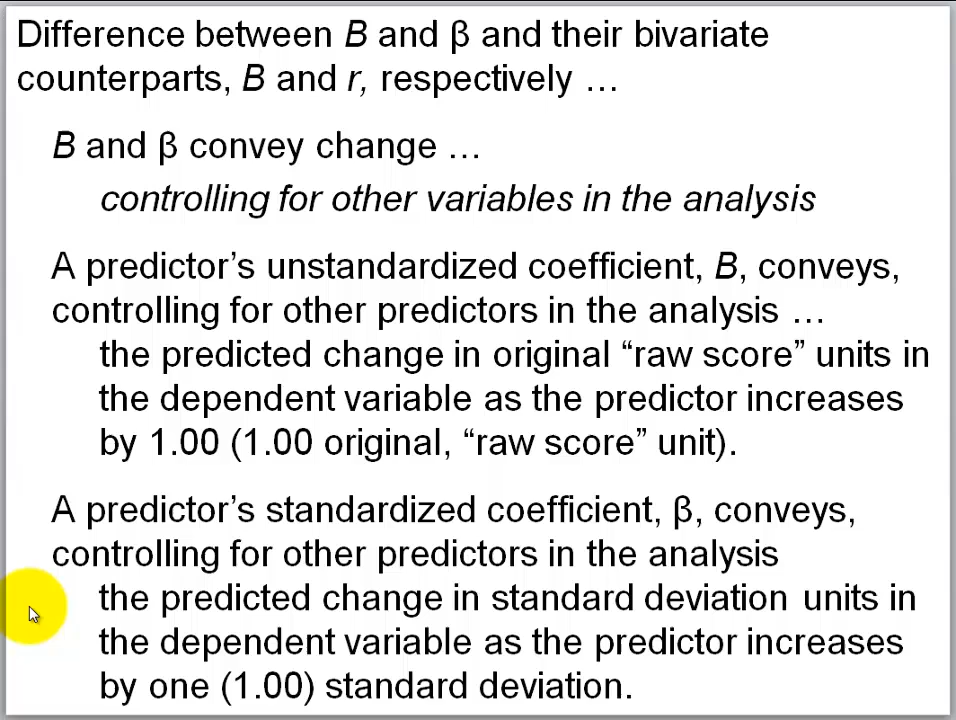 Difference between B and β and their bivariate
counterparts, B and r, respectively …
B and β convey change …
controlling for other variables in the analysis
A predictor’s unstandardized coefficient, B, conveys,
controlling for other predictors in the analysis …
the predicted change in original “raw score” units in
the dependent variable as the predictor increases
by 1.00 (1.00 original, “raw score” unit).
A predictor’s standardized coefficient, β, conveys,
controlling for other predictors in the analysis
the predicted change in standard deviation units in
the dependent variable as the predictor increases
by one (1.00) standard deviation.